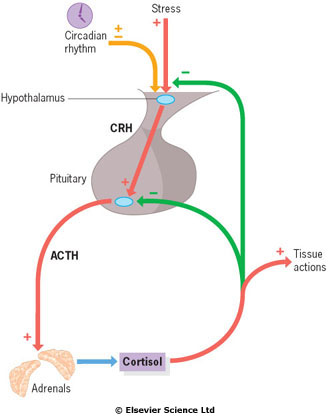 Stress
+
Circadian
rhythm
+
−
−
Hypothalamus
CRH
+
Pituitary
−
ACTH
+
Tissue
actions
+
Cortisol
Adrenals
© Elsevier Science Ltd